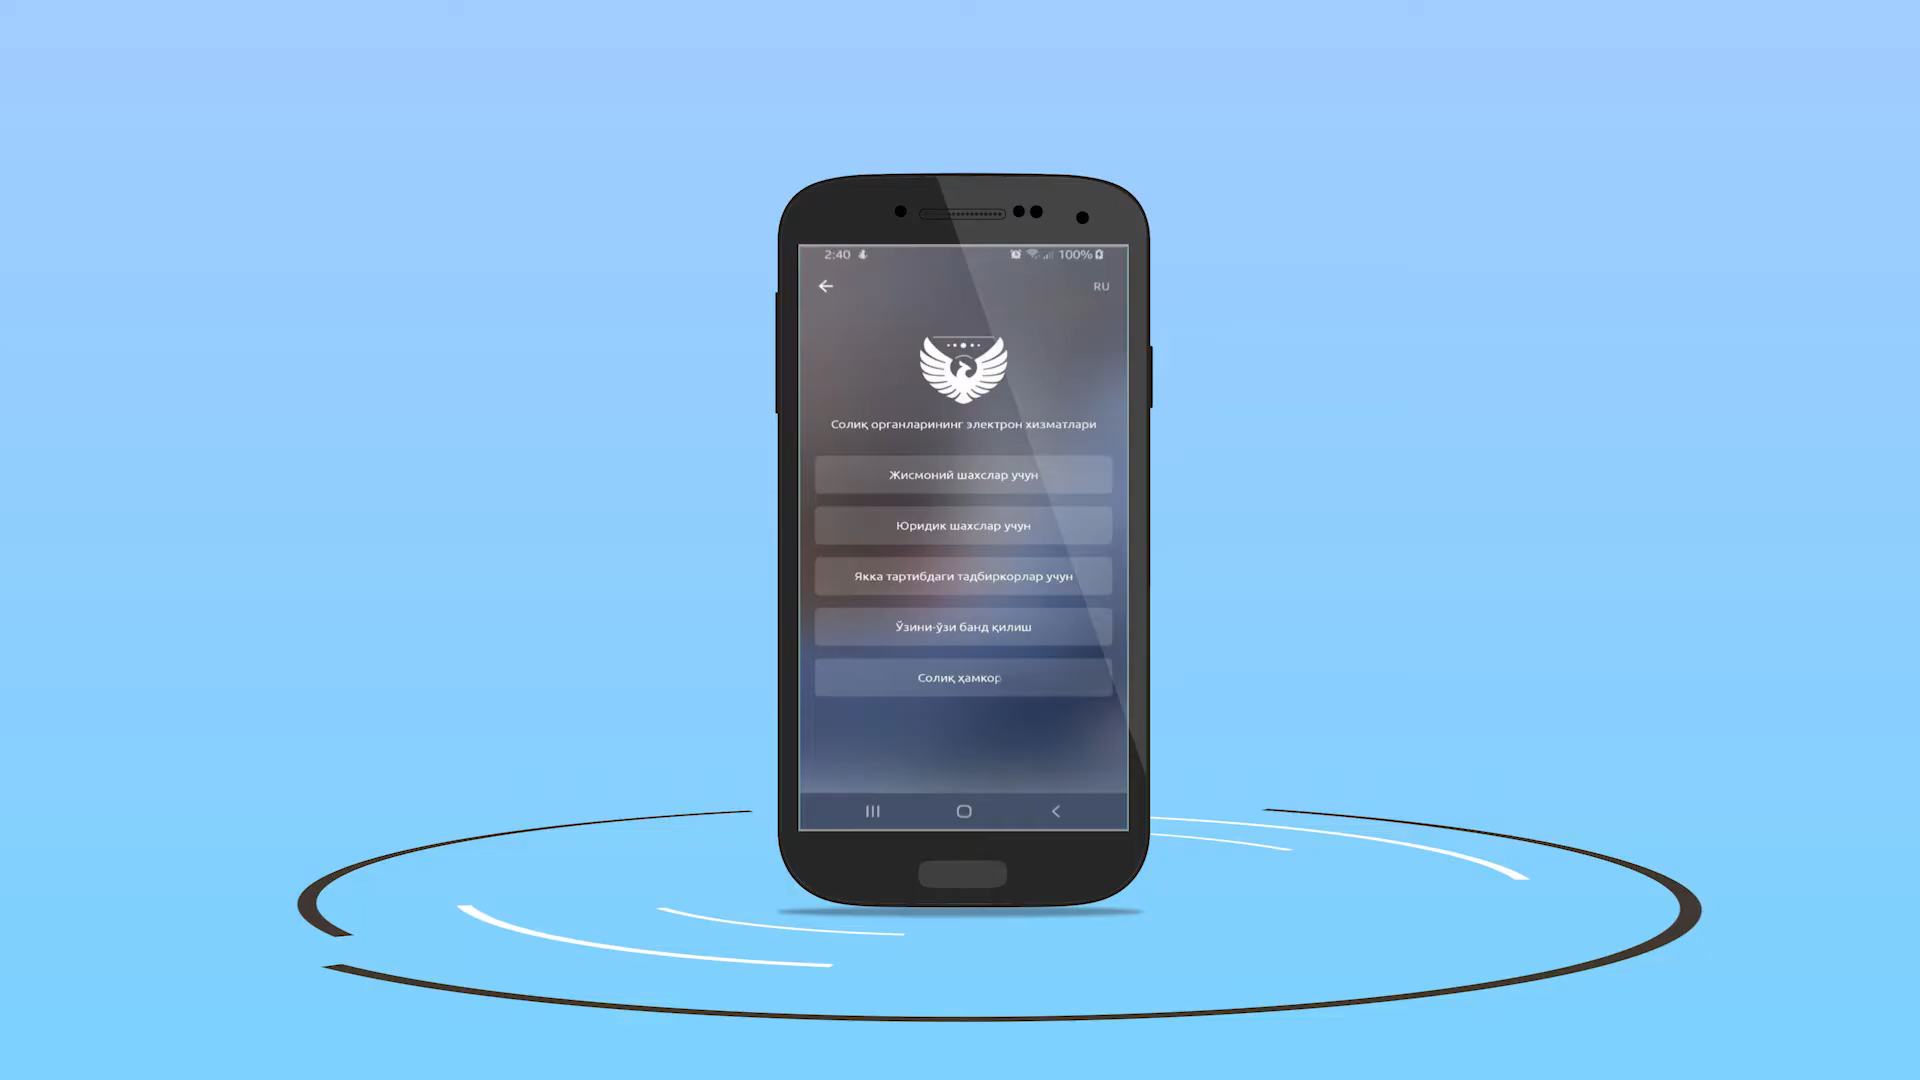 2:40 100%
RU
Солиқ органларининг электрон хизматлари
Жисмоний шахслар учун
Юридик шахслар учун
Якка тартибдаги тадбиркорлар учун
Ўзини-ўзи банд қилиш
Солиқ ҳамкор